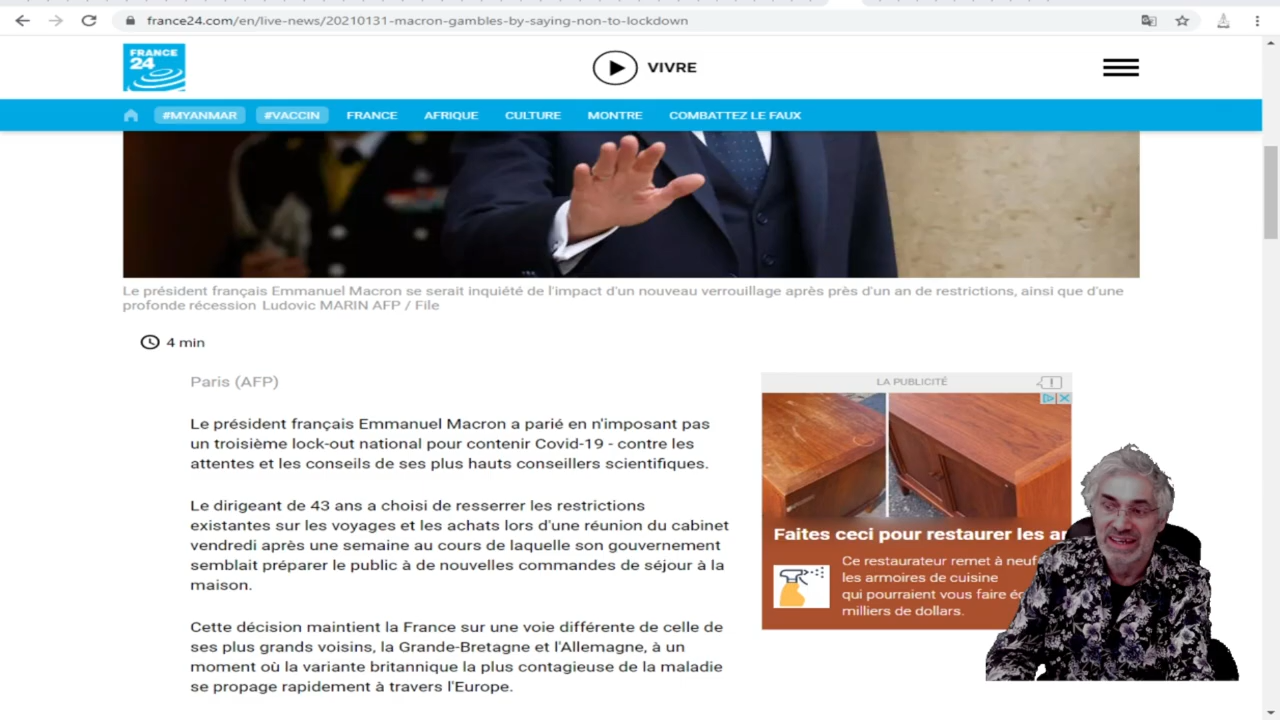 france24.com/en/live-news/20210131-macron-gambles-by-saying-non-to-lockdown
FRANCE
24
VIVRE
#MYANMAR #VACCIN FRANCE AFRIQUE CULTURE MONTRE COMBATTEZ LE FAUX
Le président français Emmanuel Macron se serait inquiété de l'impact d'un nouveau verrouillage après près d'un an de restrictions, ainsi que d'une
profonde récession Ludovic MARIN AFP / File
4 min
Paris (AFP)
Le président français Emmanuel Macron a parié en n'imposant pas
un troisième lock-out national pour contenir Covid-19 - contre les
attentes et les conseils de ses plus hauts conseillers scientifiques.
Le dirigeant de 43 ans a choisi de resserrer les restrictions
existantes sur les voyages et les achats lors d'une réunion du cabinet
vendredi après une semaine au cours de laquelle son gouvernement
semblait préparer le public à de nouvelles commandes de séjour à la
maison.
Cette décision maintient la France sur une voie différente de celle de
ses plus grands voisins, la Grande-Bretagne et l'Allemagne, à un
moment où la variante britannique la plus contagieuse de la maladie
se propage rapidement à travers l'Europe.
LA PUBLICITÉ
Faites ceci pour restaurer les
Ce restaurateur remet à neuf
les armoires de cuisine
qui pourraient vous faire
milliers de dollars.